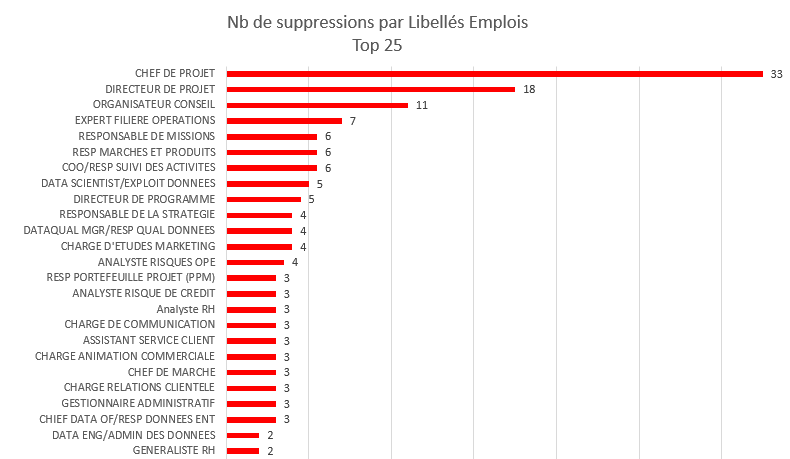 Nb de suppressions par Libellés Emplois
Top 25
CHEF DE PROJET 33
DIRECTEUR DE PROJET 18
ORGANISATEUR CONSEIL 11
EXPERT FILIERE OPERATIONS 7
RESPONSABLE DE MISSIONS 6
RESP MARCHES ET PRODUITS 6
COO/RESP SUIVI DES ACTIVITES 6
DATA SCIENTIST/EXPLOIT DONNEES 5
DIRECTEUR DE PROGRAMME 5
RESPONSABLE DE LA STRATEGIE 4
DATAQUAL MGR/RESP QUAL DONNEES 4
CHARGE D'ETUDES MARKETING 4
ANALYSTE RISQUES OPE 4
RESP PORTEFEUILLE PROJET (PPM) 3
ANALYSTE RISQUE DE CREDIT 3
Analyste RH 3
CHARGE DE COMMUNICATION 3
ASSISTANT SERVICE CLIENT 3
CHARGE ANIMATION COMMERCIALE 3
CHEF DE MARCHE 3
CHARGE RELATIONS CLIENTELE 3
GESTIONNAIRE ADMINISTRATIF 3
CHIEF DATA OF/RESP DONNEES ENT 3
DATA ENG/ADMIN DES DONNEES 2
GENERALISTE RH 2